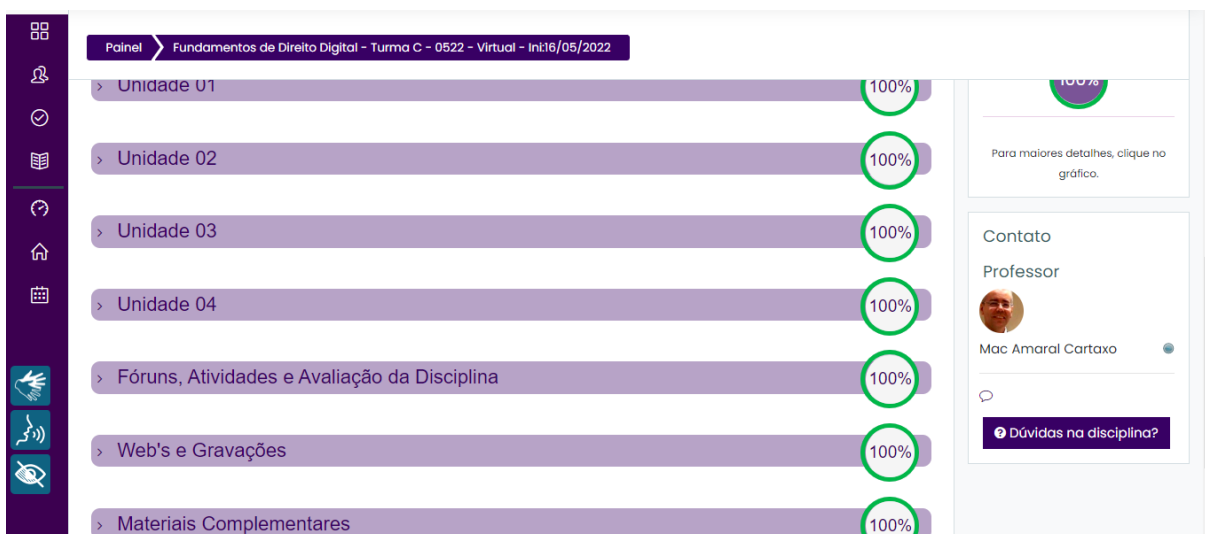 Painel
Fundamentos de Direito Digital - Turma C - 0522 - Virtual - Ini:16/05/2022
Unidade 01
100%
Unidade 02
100%
Unidade 03
100%
Unidade 04
100%
Fóruns, Atividades e Avaliação da Disciplina
100%
Web's e Gravações
100%
Materiais Complementares
100%
100%
Para maiores detalhes, clique no
gráfico.
Contato
Professor
Mac Amaral Cartaxo
Dúvidas na disciplina?